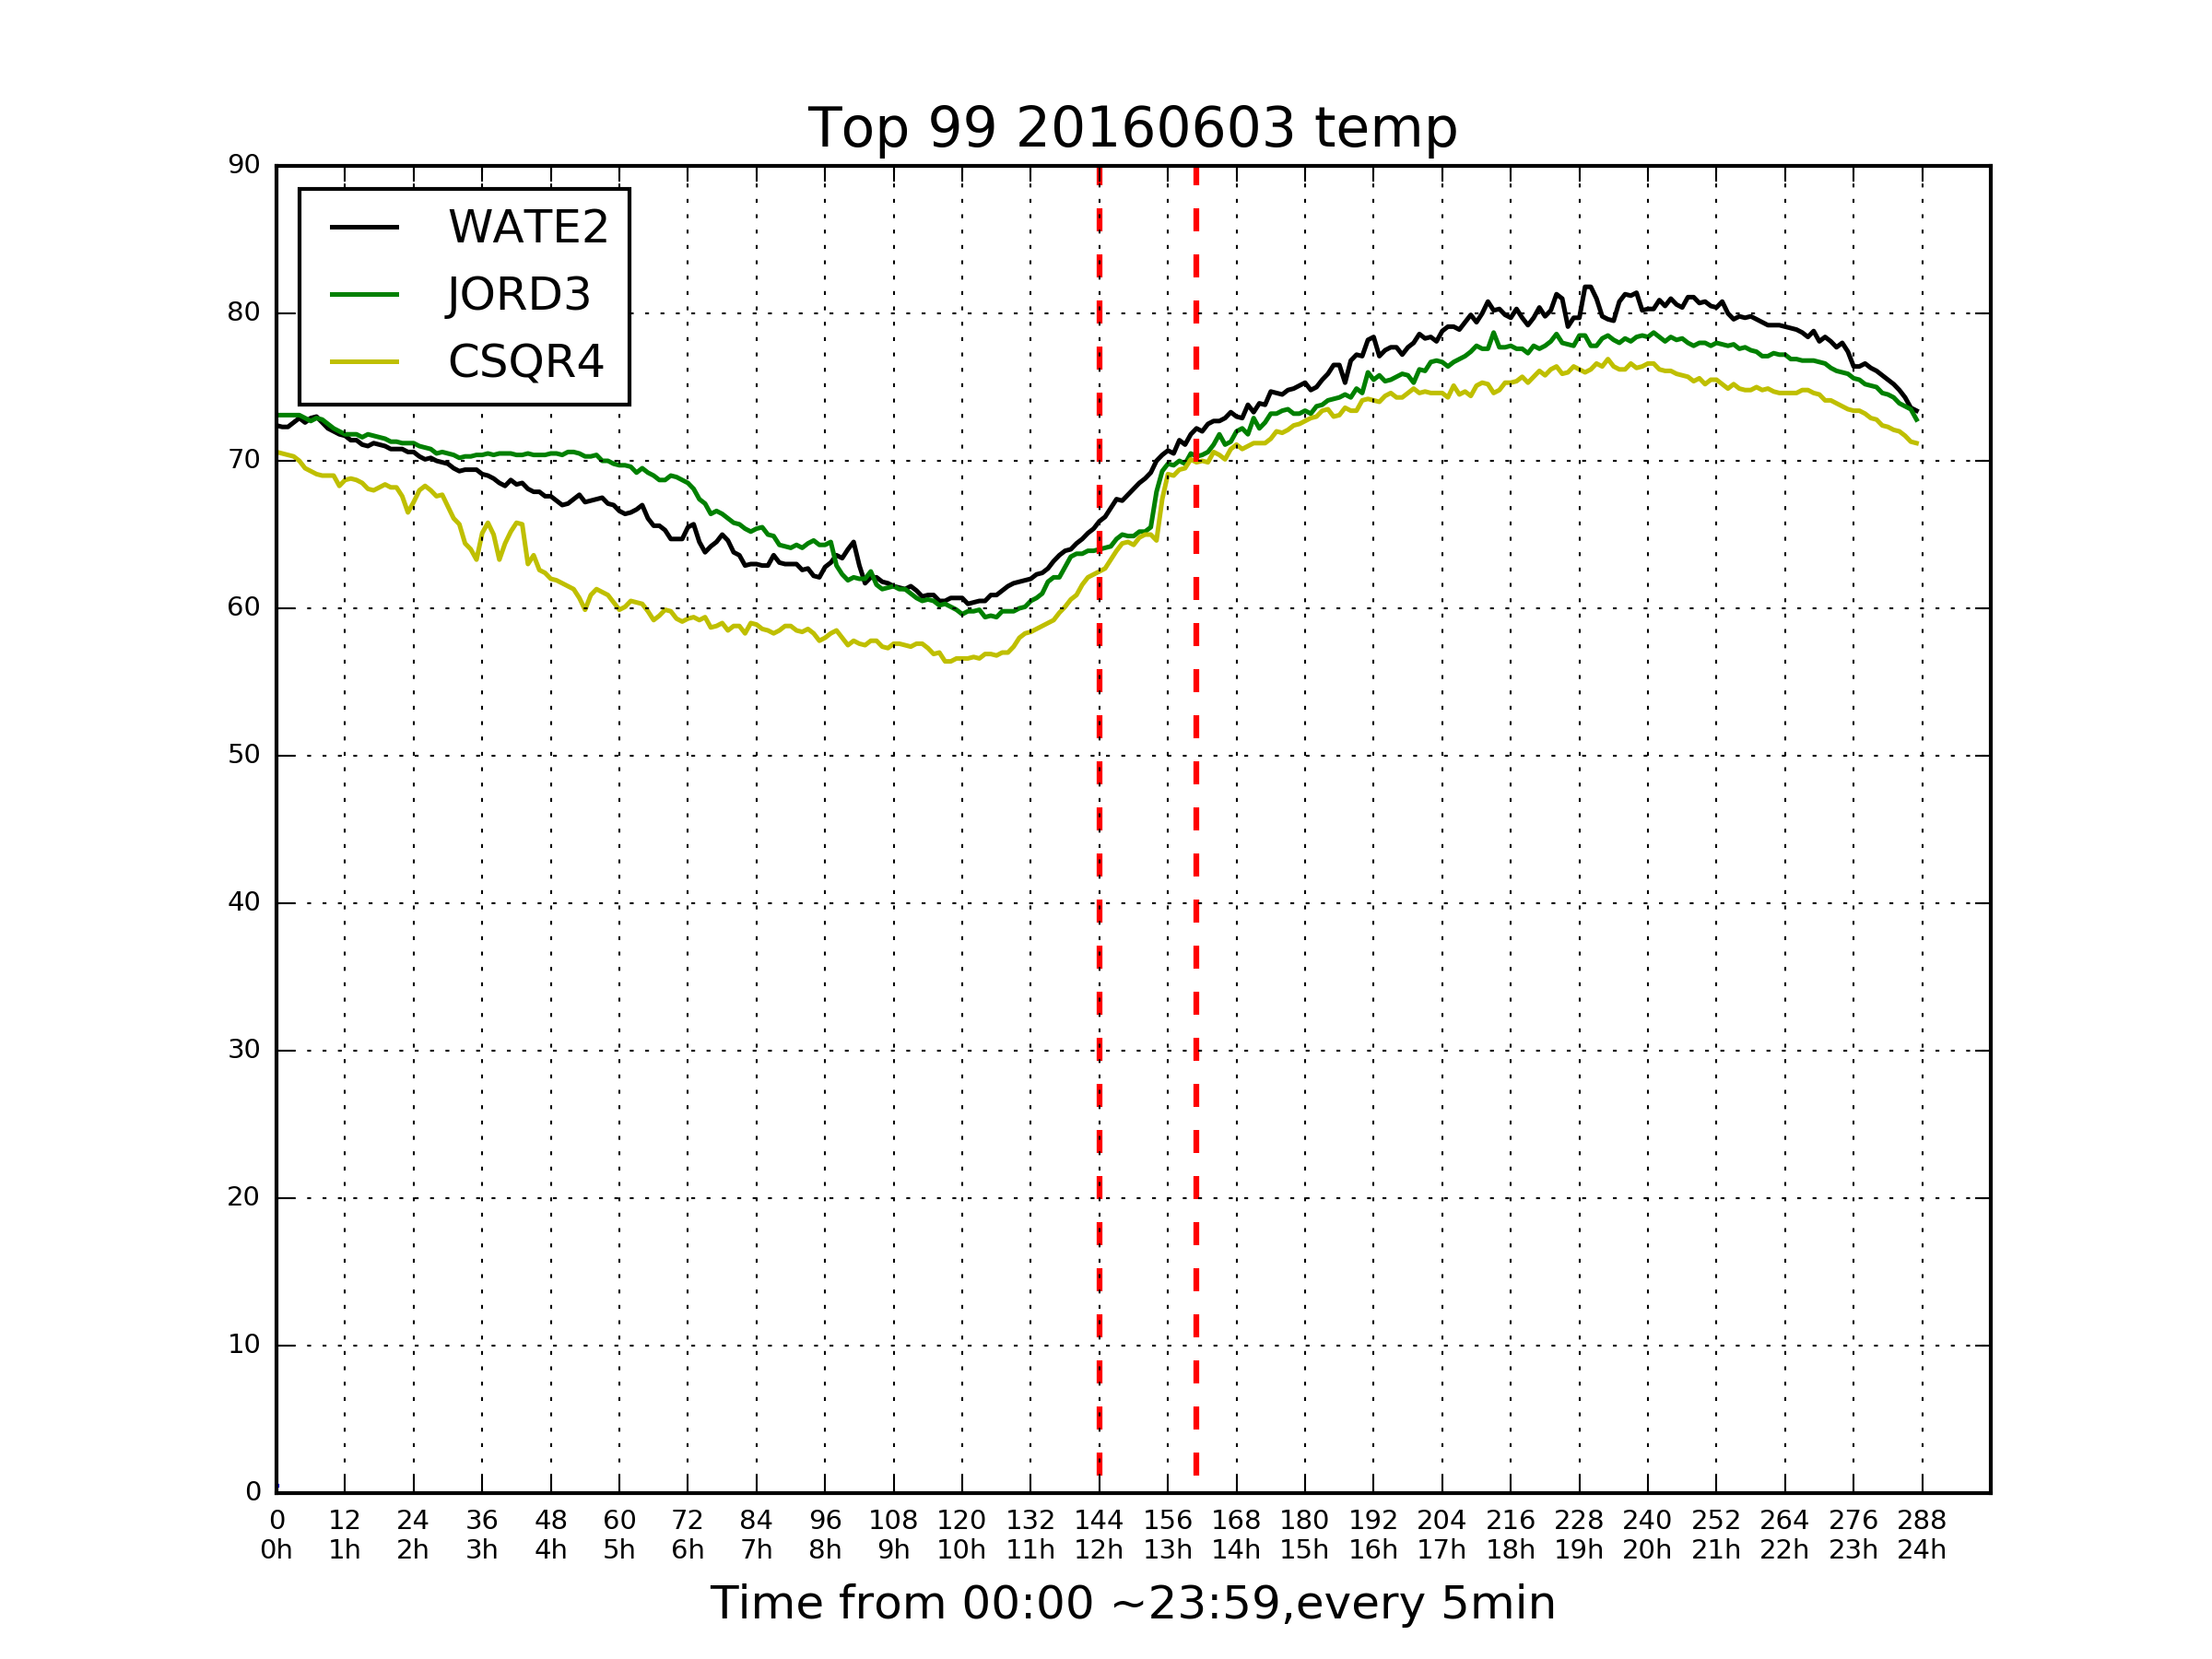 Top 99 20160603 temp
90
WATE2
JORD3
CSQR4
80
70
60
50
40
30
20
10
0
0 12 24 36 48 60 72 84 96 108 120 132 144 156 168 180 192 204 216 228 240 252 264 276 288
0h 1h 2h 3h 4h 5h 6h 7h 8h 9h 10h 11h 12h 13h 14h 15h 16h 17h 18h 19h 20h 21h 22h 23h 24h
Time from 00:00 ~23:59,every 5min